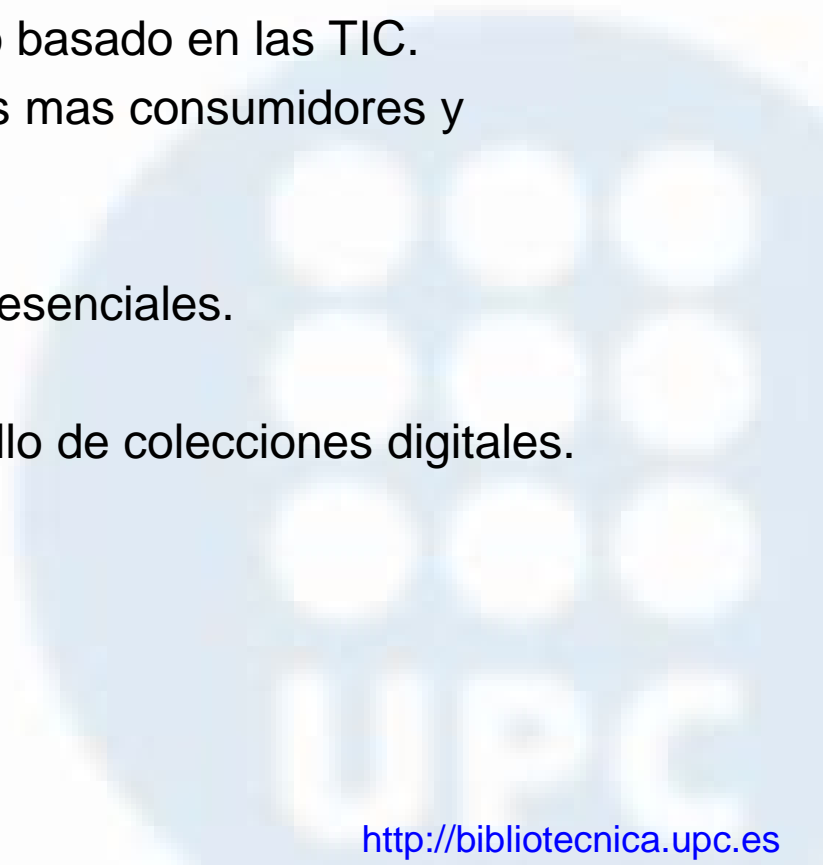 o basado en las TIC.
s mas consumidores y
esenciales.
llo de colecciones digitales.
UPC
http://bibliotecnica.upc.es